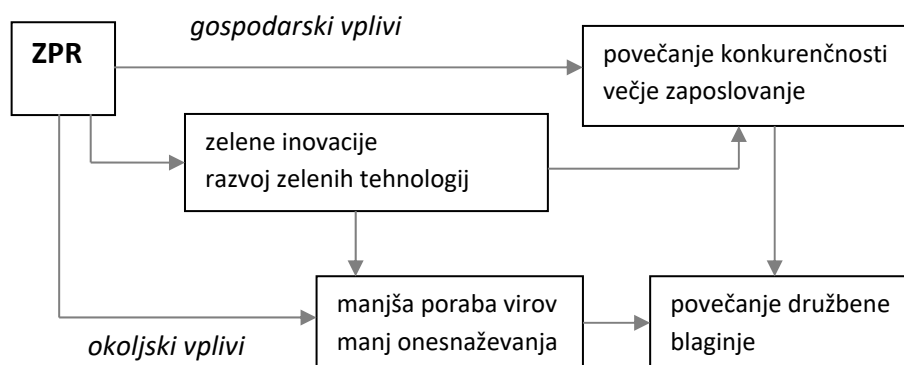 gospodarski vplivi
ZPR
povečanje konkurenčnosti
večje zaposlovanje
zelene inovacije
razvoj zelenih tehnologij
manjša poraba virov
manj onesnaževanja
povečanje družbene
blaginje
okoljski vplivi